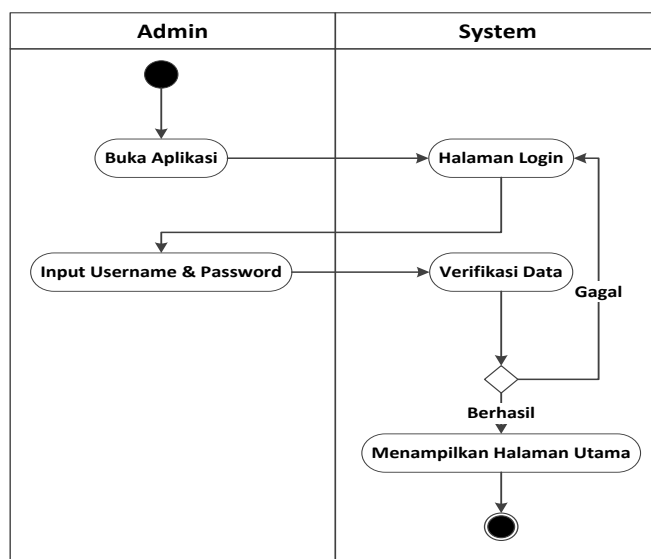 Admin
System
Buka Aplikasi
Halaman Login
Input Username & Password
Verifikasi Data
Gagal
Berhasil
Menampilkan Halaman Utama